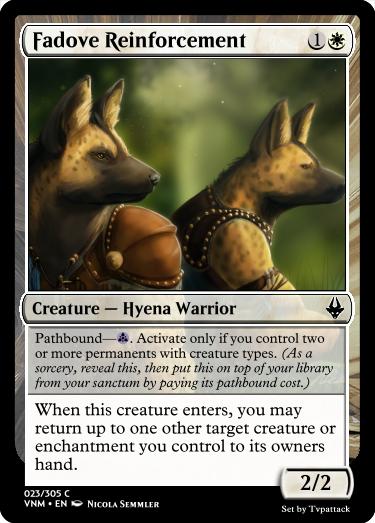 Fadove Reinforcement 1
Creature — Hyena Warrior
Pathbound—. Activate only if you control two
or more permanents with creature types. (As a
sorcery, reveal this, then put this on top of your library
from your sanctum by paying its pathbound cost.)
When this creature enters, you may
return up to one other target creature or
enchantment you control to its owners
hand.
2/2
023/305 C
VNM • EN Nicola Semmler
Set by Tvpattack